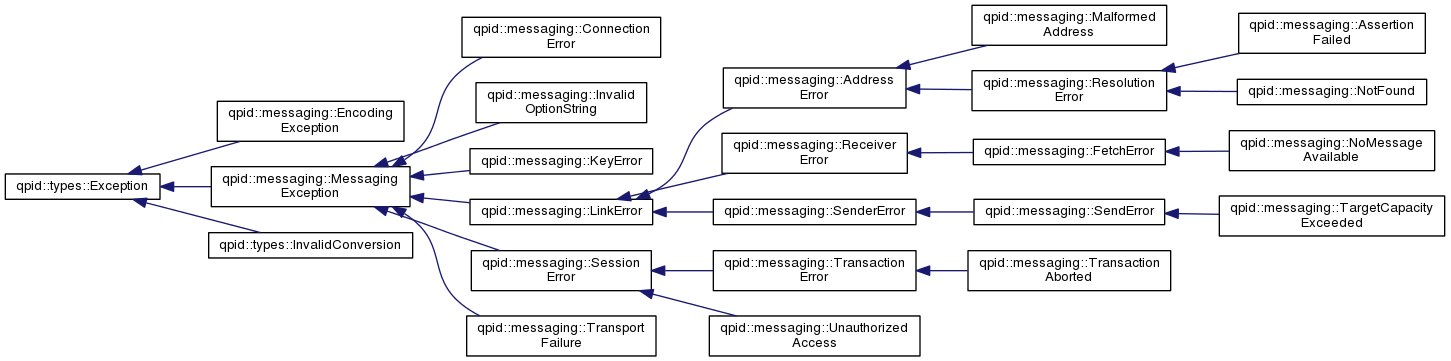 qpid::types::Exception
qpid::messaging::Encoding
Exception
qpid::messaging::Messaging
Exception
qpid::types::InvalidConversion
qpid::messaging::Connection
Error
qpid::messaging::Invalid
OptionString
qpid::messaging::KeyError
qpid::messaging::LinkError
qpid::messaging::Session
Error
qpid::messaging::Transport
Failure
qpid::messaging::Address
Error
qpid::messaging::Receiver
Error
qpid::messaging::SenderError
qpid::messaging::Transaction
Error
qpid::messaging::Unauthorized
Access
qpid::messaging::Malformed
Address
qpid::messaging::Resolution
Error
qpid::messaging::FetchError
qpid::messaging::SendError
qpid::messaging::Transaction
Aborted
qpid::messaging::Assertion
Failed
qpid::messaging::NotFound
qpid::messaging::NoMessage
Available
qpid::messaging::TargetCapacity
Exceeded